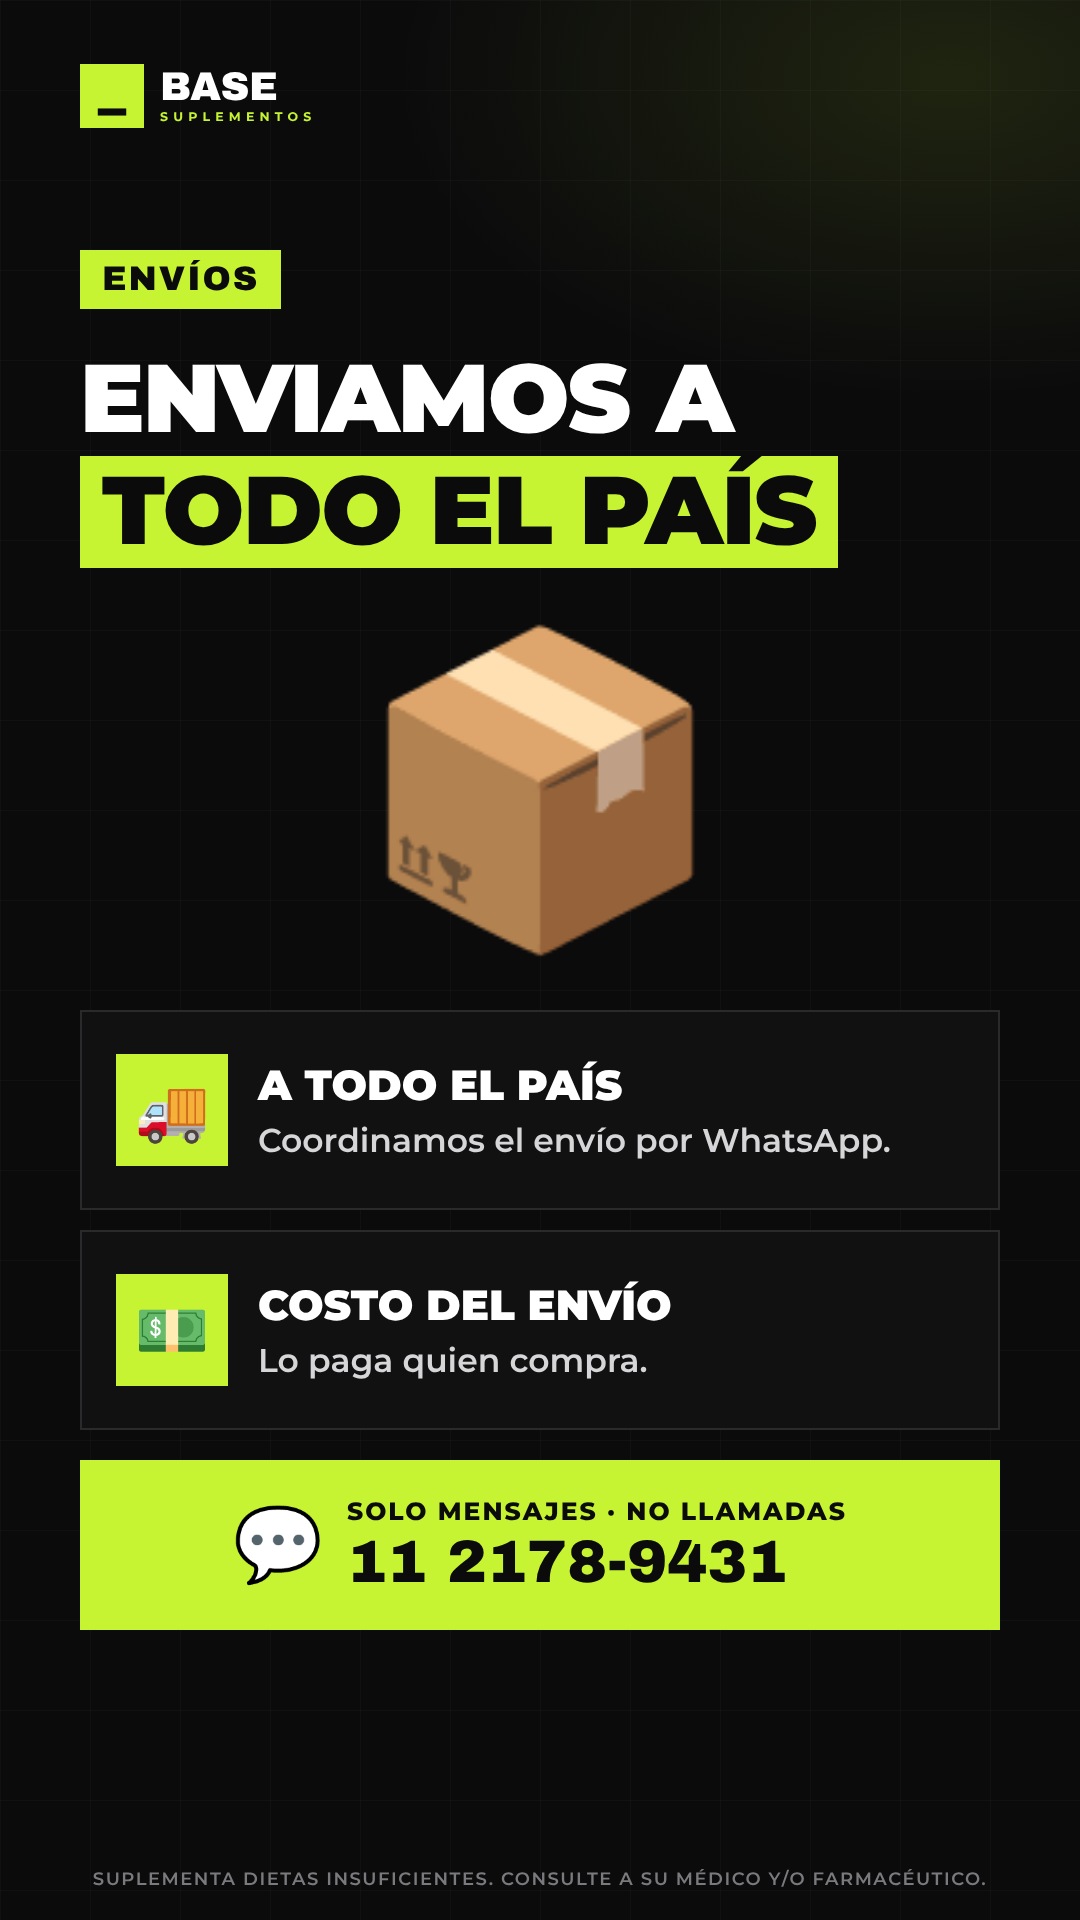 BASE
SUPLEMENTOS
ENVÍOS
ENVIAMOS A
TODO EL PAÍS
A TODO EL PAÍS
Coordinamos el envío por WhatsApp.
$
COSTO DEL ENVÍO
Lo paga quien compra.
SOLO MENSAJES · NO LLAMADAS
11 2178-9431
SUPLEMENTA DIETAS INSUFICIENTES. CONSULTE A SU MÉDICO Y/O FARMACÉUTICO.